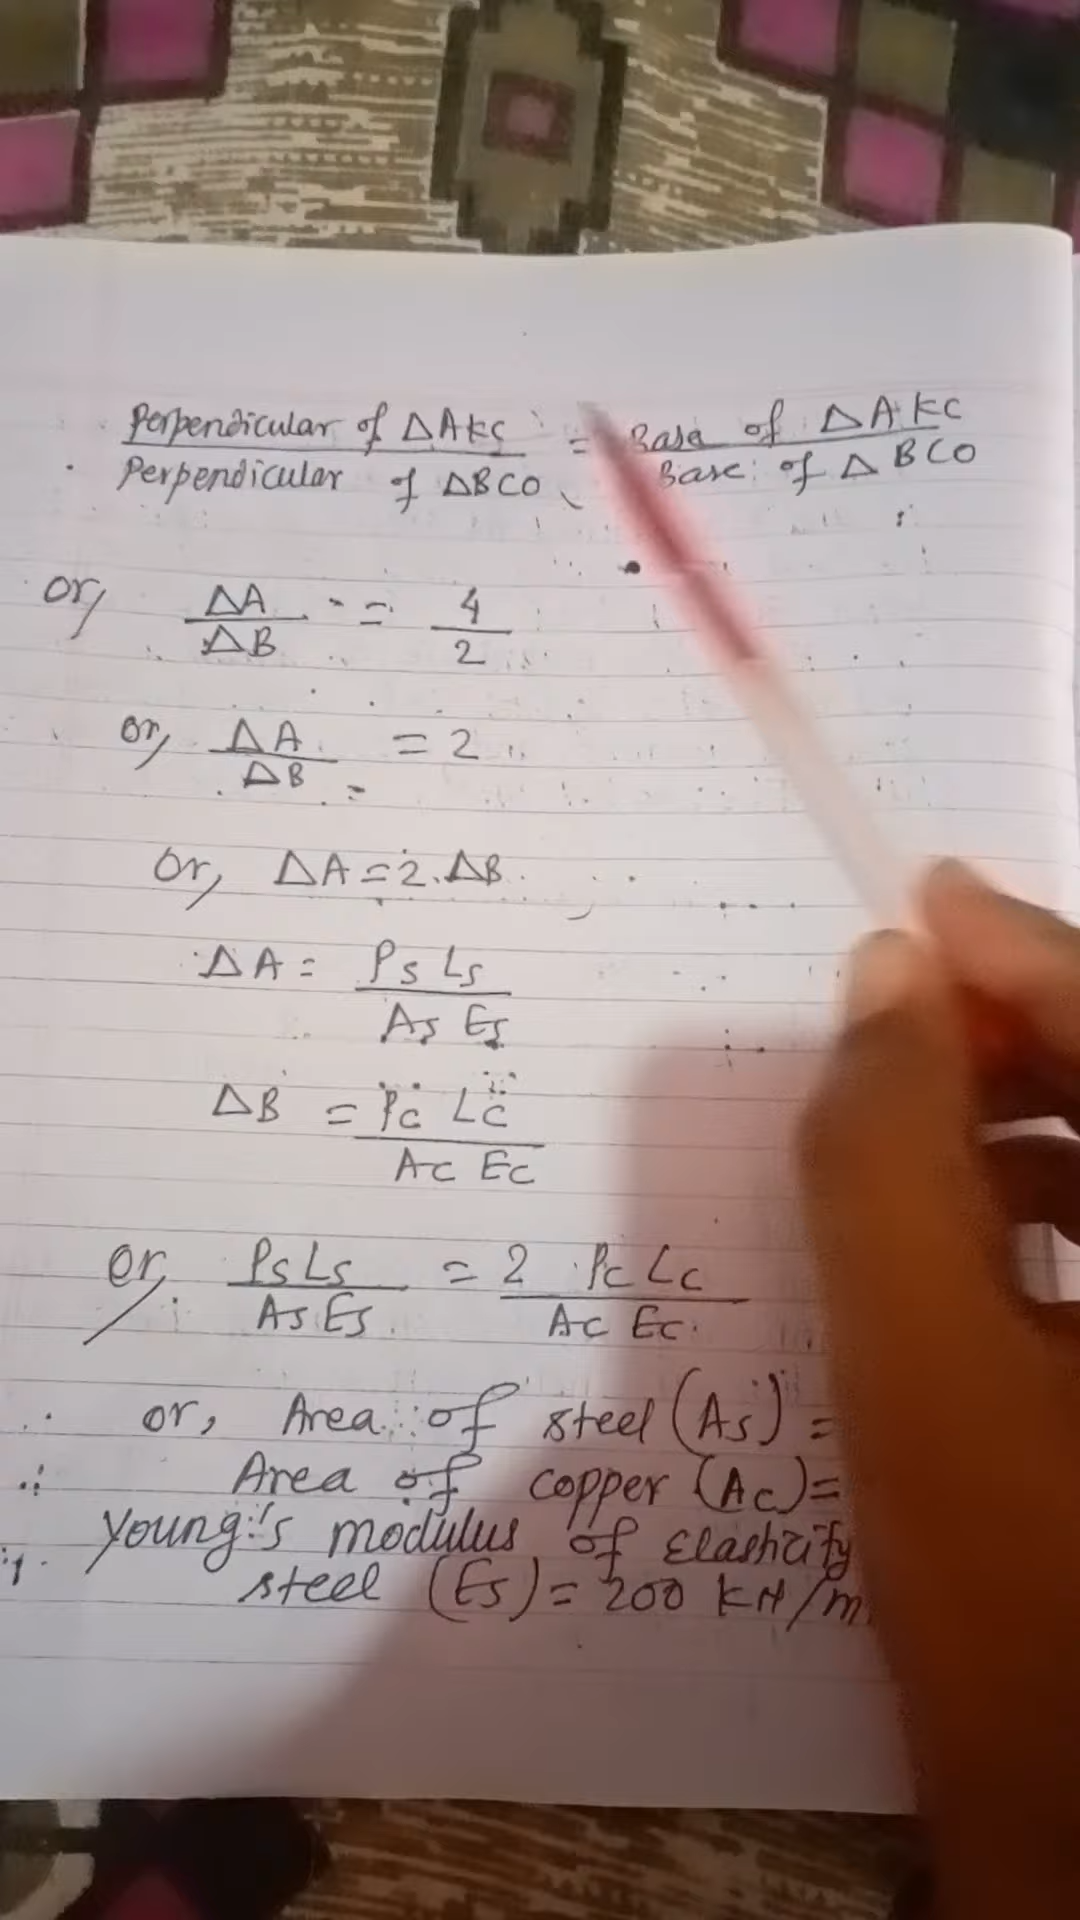 Perpendicular of ΔAKC = Base of ΔAKC
Perpendicular of ΔBCO Base of ΔBCO
or, ΔA = 4
ΔB 2
or, ΔA = 2
ΔB
or, ΔA = 2.ΔB
ΔA = Ps Ls
As Es
ΔB = Pc Lc
Ac Ec
or, Ps Ls = 2 Pc Lc
As Es Ac Ec
or, Area of steel (As) =
Area of copper (Ac) =
Young's modulus of Elasticity
steel (Es) = 200 kN/m